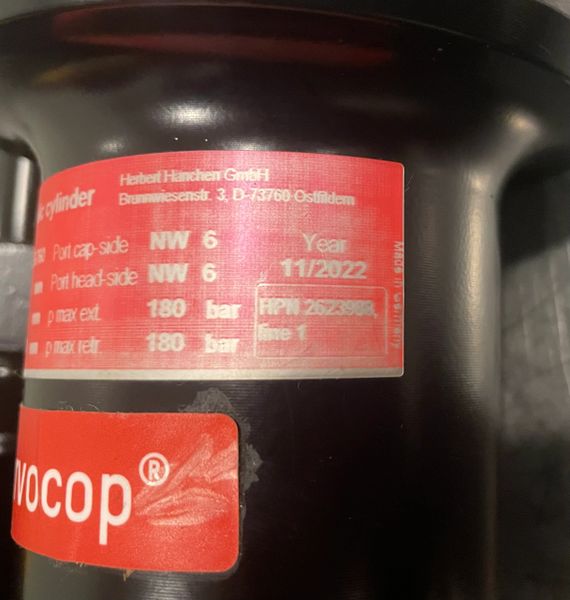 cylinder
Herbert Hänchen GmbH
Brunnwiesenstr. 3, D-73760 Ostfildern
Port cap-side NW 6
Port head-side NW 6
p max ext. 180 bar
p max retr. 180 bar
Year
11/2022
HPN
line 1
Made in Germany
vocop®